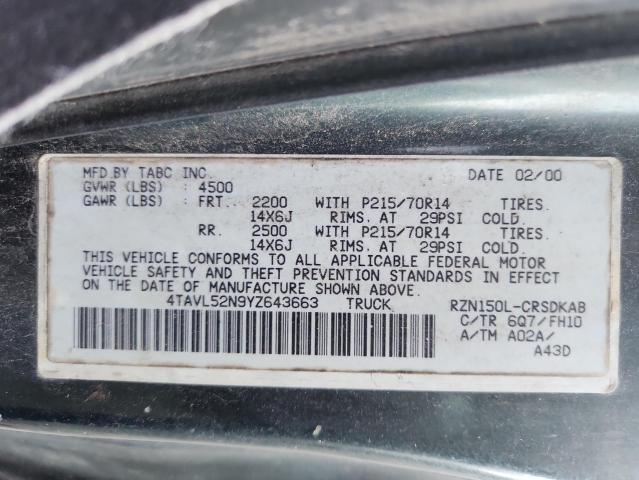 MFD.BY TABC INC. DATE 02/00
GVWR (LBS) : 4500
GAWR (LBS) : FRT. 2200 WITH P215/70R14 TIRES.
14X6J RIMS. AT 29PSI COLD.
RR. 2500 WITH P215/70R14 TIRES.
14X6J RIMS. AT 29PSI COLD.
THIS VEHICLE CONFORMS TO ALL APPLICABLE FEDERAL MOTOR
VEHICLE SAFETY AND THEFT PREVENTION STANDARDS IN EFFECT
ON THE DATE OF MANUFACTURE SHOWN ABOVE.
4TAVL52N9YZ643663 TRUCK RZN150L-CRSDKAB
C/TR 6Q7/FH10
A/TM A02A/
A43D